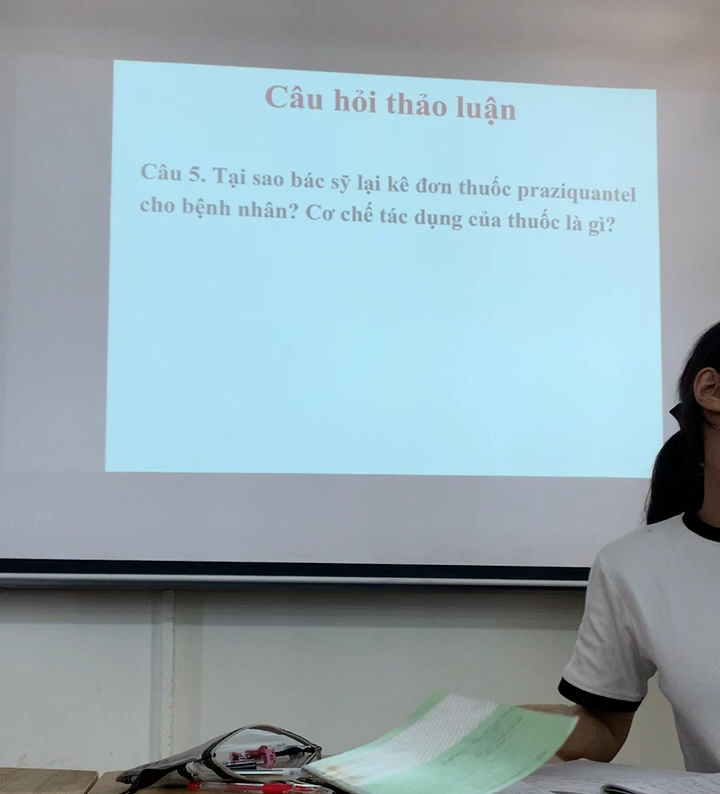 Câu hỏi thảo luận
Câu 5. Tại sao bác sỹ lại kê đơn thuốc praziquantel
cho bệnh nhân? Cơ chế tác dụng của thuốc là gì?